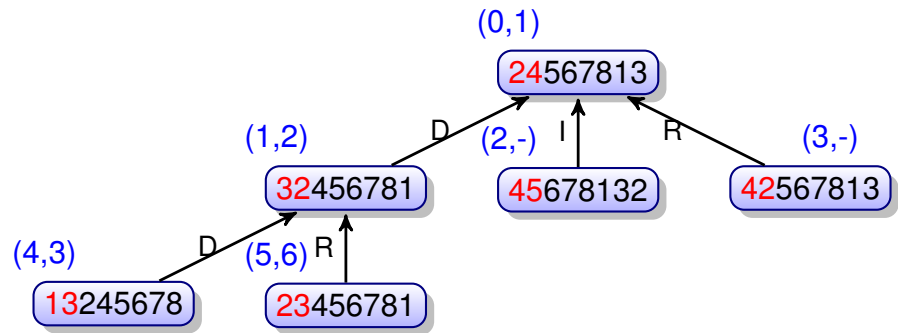 (0,1)
24567813
D
(2,-)
I
R
(3,-)
(1,2)
32456781
45678132
42567813
(4,3)
D
(5,6)
R
13245678
23456781